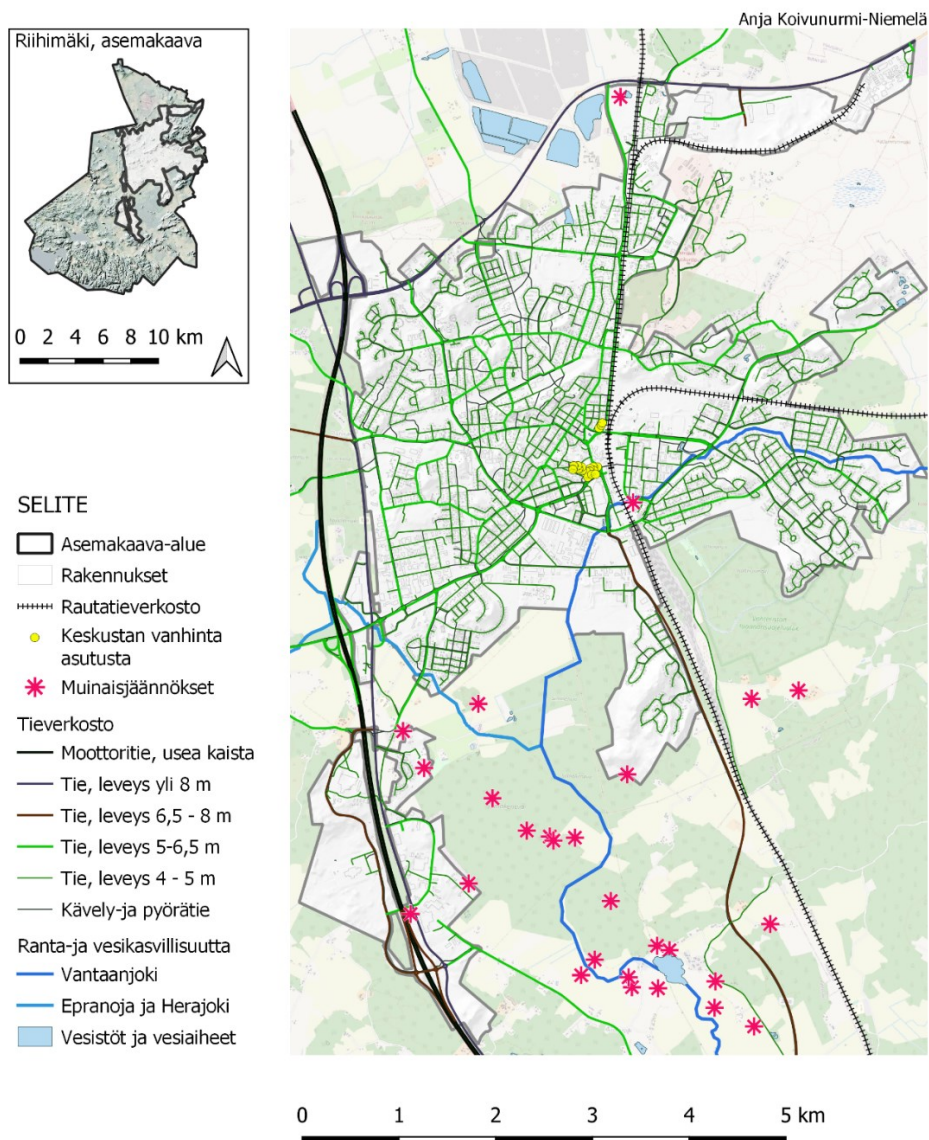 Anja Koivunurmi-Niemelä
Riihimäki, asemakaava
0 2 4 6 8 10 km
SELITE
Asemakaava-alue
Rakennukset
Rautatieverkosto
Keskustan vanhinta
asutusta
Muinaisjäännökset
Tieverkosto
Moottoritie, usea kaista
Tie, leveys yli 8 m
Tie, leveys 6,5 - 8 m
Tie, leveys 5-6,5 m
Tie, leveys 4 - 5 m
Kävely-ja pyörätie
Ranta-ja vesikasvillisuutta
Vantaanjoki
Epranoja ja Herajoki
Vesistöt ja vesiaiheet
0 1 2 3 4 5 km